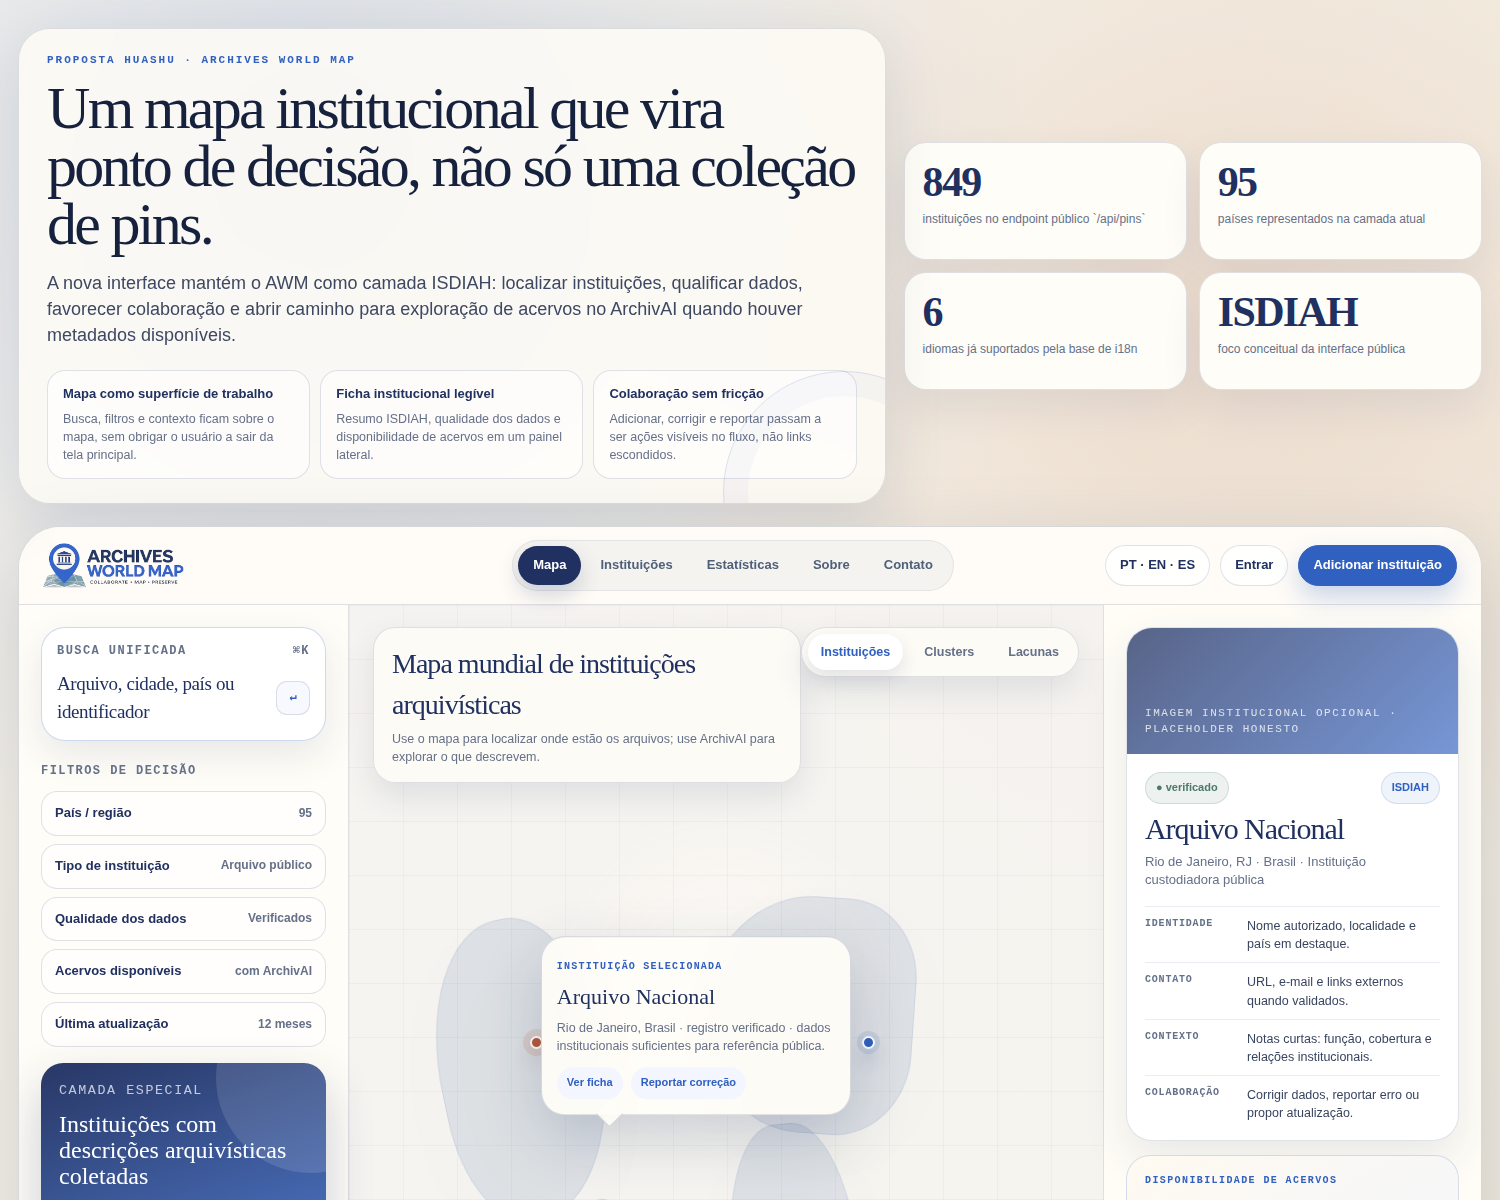 PROPOSTA HUASHU · ARCHIVES WORLD MAP
Um mapa institucional que vira
ponto de decisão, não só uma coleção
de pins.
A nova interface mantém o AWM como camada ISDIAH: localizar instituições, qualificar dados,
favorecer colaboração e abrir caminho para exploração de acervos no ArchivAI quando houver
metadados disponíveis.
Mapa como superfície de trabalho
Busca, filtros e contexto ficam sobre o
mapa, sem obrigar o usuário a sair da
tela principal.
Ficha institucional legível
Resumo ISDIAH, qualidade dos dados e
disponibilidade de acervos em um painel
lateral.
Colaboração sem fricção
Adicionar, corrigir e reportar passam a
ser ações visíveis no fluxo, não links
escondidos.
849
instituições no endpoint público `/api/pins`
95
países representados na camada atual
6
idiomas já suportados pela base de i18n
ISDIAH
foco conceitual da interface pública
ARCHIVES
WORLD MAP
COLLABORATE • MAP • PRESERVE
Mapa
Instituições
Estatísticas
Sobre
Contato
PT · EN · ES
Entrar
Adicionar instituição
BUSCA UNIFICADA
⌘K
Arquivo, cidade, país ou
identificador
↵
FILTROS DE DECISÃO
País / região
95
Tipo de instituição
Arquivo público
Qualidade dos dados
Verificados
Acervos disponíveis
com ArchivAI
Última atualização
12 meses
CAMADA ESPECIAL
Instituições com
descrições arquivísticas
coletadas
Mapa mundial de instituições
arquivísticas
Use o mapa para localizar onde estão os arquivos; use ArchivAI para
explorar o que descrevem.
Instituições
Clusters
Lacunas
INSTITUIÇÃO SELECIONADA
Arquivo Nacional
Rio de Janeiro, Brasil · registro verificado · dados
institucionais suficientes para referência pública.
Ver ficha
Reportar correção
IMAGEM INSTITUCIONAL OPCIONAL ·
PLACEHOLDER HONESTO
● verificado
ISDIAH
Arquivo Nacional
Rio de Janeiro, RJ · Brasil · Instituição
custodiadora pública
IDENTIDADE
Nome autorizado, localidade e
país em destaque.
CONTATO
URL, e-mail e links externos
quando validados.
CONTEXTO
Notas curtas: função, cobertura e
relações institucionais.
COLABORAÇÃO
Corrigir dados, reportar erro ou
propor atualização.
DISPONIBILIDADE DE ACERVOS